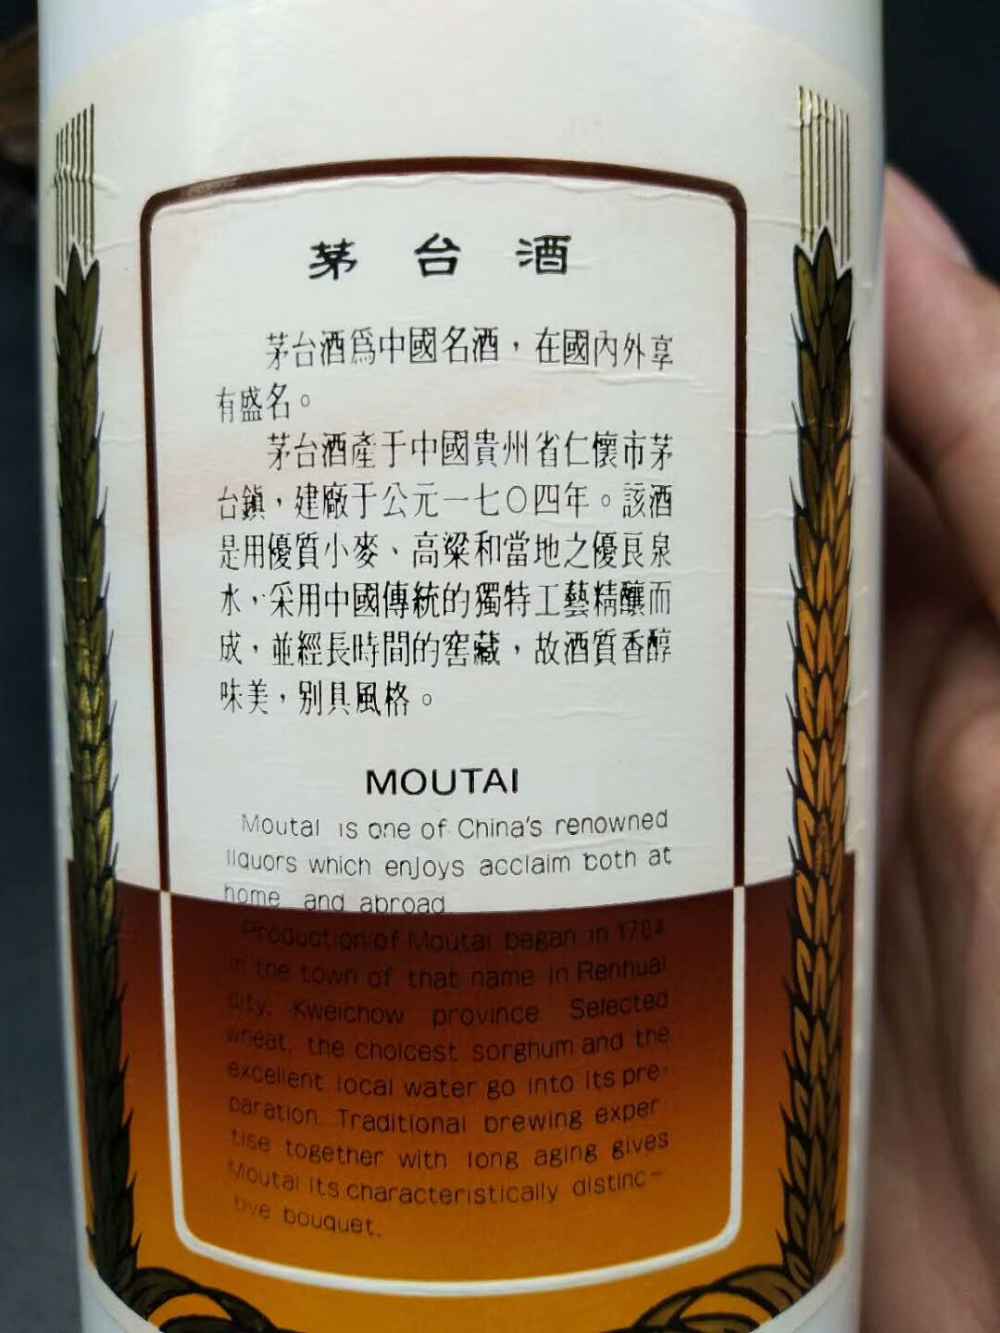 茅台酒
茅台酒爲中國名酒，在國內外享
有盛名。
茅台酒產于中國貴州省仁懷市茅
台鎮，建廠于公元一七〇四年。該酒
是用優質小麥、高粱和當地之優良泉
水，采用中國傳統的獨特工藝精釀而
成，並經長時間的窖藏，故酒質香醇
味美，别具風格。
MOUTAI
Moutai is one of China's renowned
liquors which enjoys acclaim both at
home and abroad
Production of Moutai began in 1704
in the town of that name in Renhuai
city, Kweichow province Selected
wheat, the choicest sorghum and the
excellent local water go into its pre-
paration. Traditional brewing exper
tise together with long aging gives
Moutai its characteristically distinc-
tive bouquet.